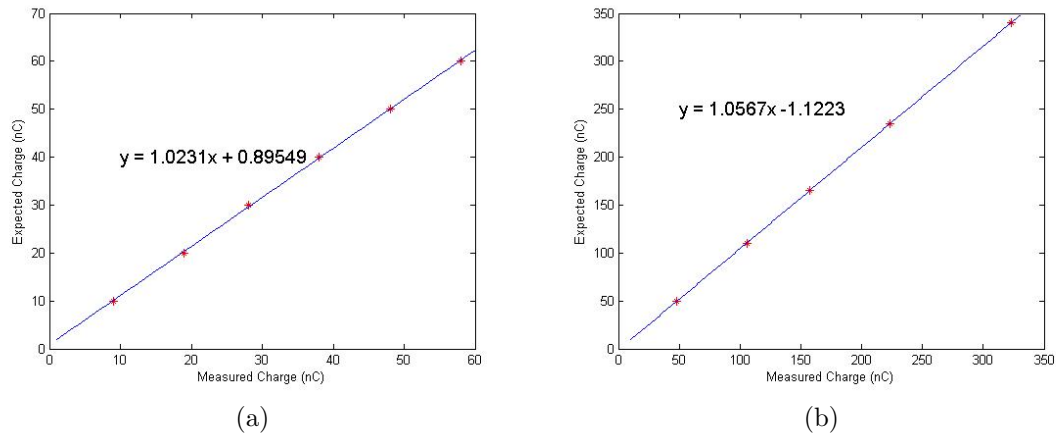 70
60
50
40
30
20
10
0
0 10 20 30 40 50 60
Expected Charge (nC)
y = 1.0231x + 0.89549
Measured Charge (nC)
(a)
350
300
250
200
150
100
50
0
0 50 100 150 200 250 300 350
Expected Charge (nC)
y = 1.0567x -1.1223
Measured Charge (nC)
(b)